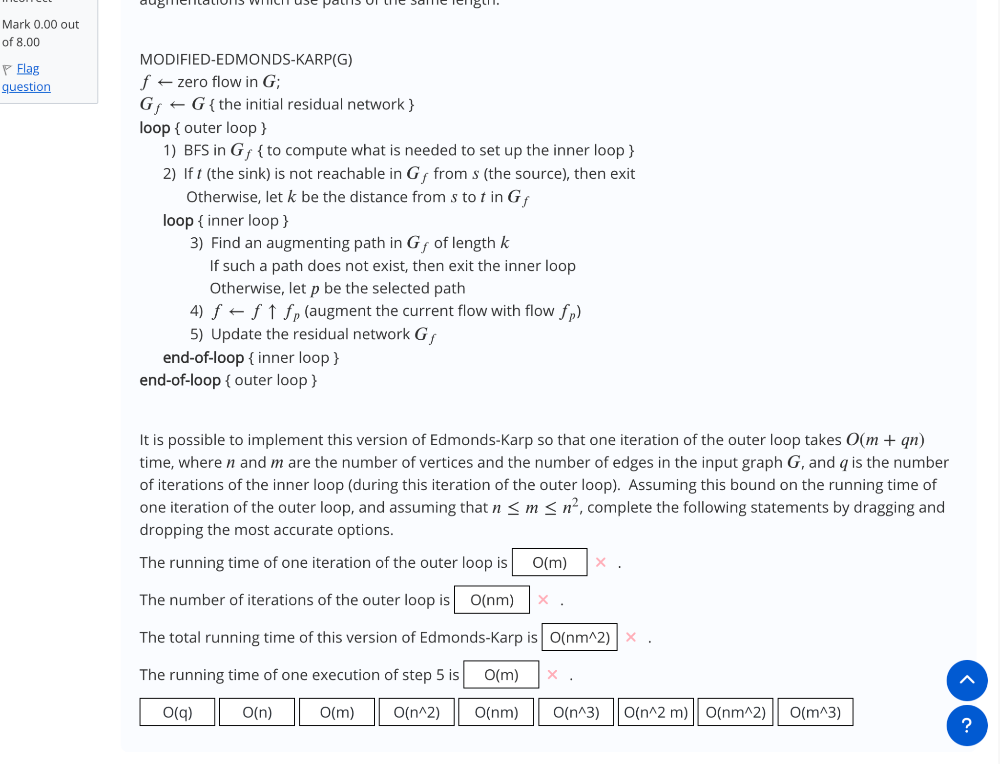 Mark 0.00 out
of 8.00
Flag
question
augmentations which use paths of the same length.
MODIFIED-EDMONDS-KARP(G)
f ← zero flow in G;
G_f ← G { the initial residual network }
loop { outer loop }
1) BFS in G_f { to compute what is needed to set up the inner loop }
2) If t (the sink) is not reachable in G_f from s (the source), then exit
Otherwise, let k be the distance from s to t in G_f
loop { inner loop }
3) Find an augmenting path in G_f of length k
If such a path does not exist, then exit the inner loop
Otherwise, let p be the selected path
4) f ← f ↑ f_p (augment the current flow with flow f_p)
5) Update the residual network G_f
end-of-loop { inner loop }
end-of-loop { outer loop }
It is possible to implement this version of Edmonds-Karp so that one iteration of the outer loop takes O(m + qn)
time, where n and m are the number of vertices and the number of edges in the input graph G, and q is the number
of iterations of the inner loop (during this iteration of the outer loop). Assuming this bound on the running time of
one iteration of the outer loop, and assuming that n ≤ m ≤ n², complete the following statements by dragging and
dropping the most accurate options.
The running time of one iteration of the outer loop is O(m) ✕ .
The number of iterations of the outer loop is O(nm) ✕ .
The total running time of this version of Edmonds-Karp is O(nm^2) ✕ .
The running time of one execution of step 5 is O(m) ✕ .
O(q) O(n) O(m) O(n^2) O(nm) O(n^3) O(n^2 m) O(nm^2) O(m^3)
?